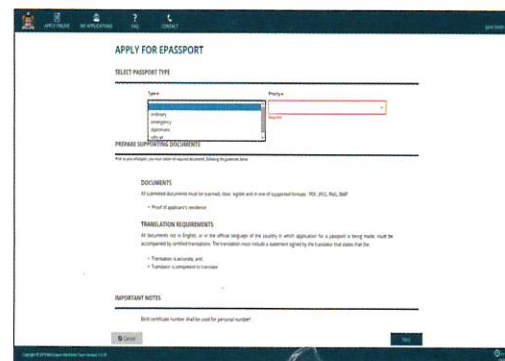 APPLY ONLINE
MY APPLICATIONS
FAQ
CONTACT
APPLY FOR EPASSPORT
SELECT PASSPORT TYPE
Type
Priority
ordinary
emergency
diplomatic
official
Required
PREPARE SUPPORTING DOCUMENTS
DOCUMENTS
All submitted documents must be scanned, clear, legible and in one of supported formats: PDF, JPEG, PNG, BMP
• Proof of applicant's residence
TRANSLATION REQUIREMENTS
All documents not in English, or in the official language of the country in which application for a passport is being made, must be
accompanied by certified translations. The translation must include a statement signed by the translator that states that the
• Translation is accurate, and
• Translator is competent to translate
IMPORTANT NOTES
Birth certificate number shall be used for personal number
Cancel
Next